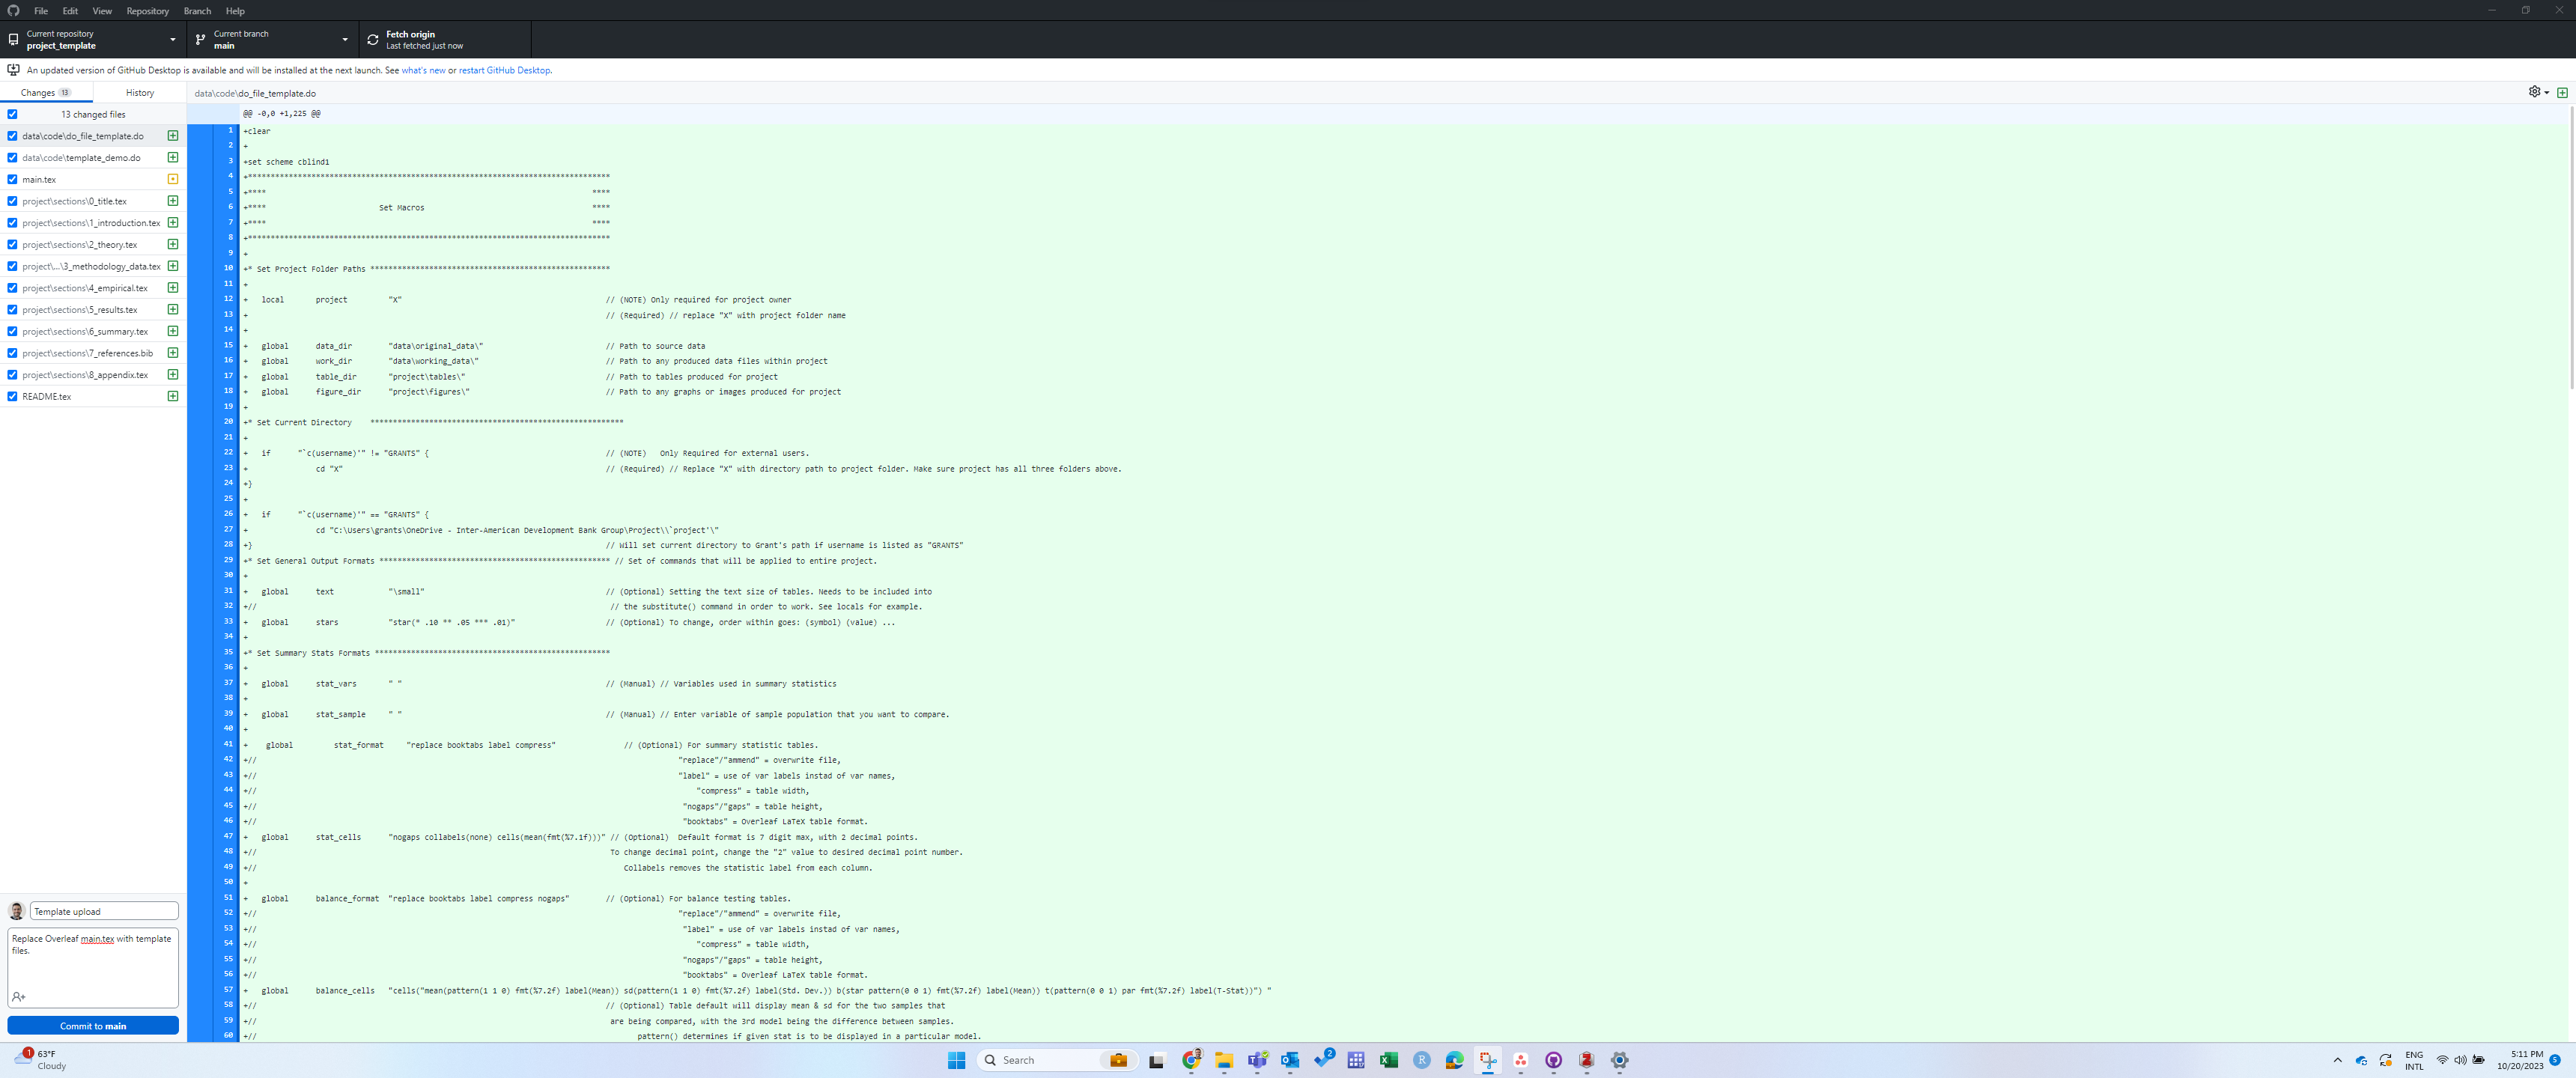 File Edit View Repository Branch Help
Current repository
project_template
Current branch
main
Fetch origin
Last fetched just now
An updated version of GitHub Desktop is available and will be installed at the next launch. See what's new or restart GitHub Desktop.
Changes 13 History
13 changed files
data\code\do_file_template.do
data\code\template_demo.do
main.tex
project\sections\0_title.tex
project\sections\1_introduction.tex
project\sections\2_theory.tex
project\...\3_methodology_data.tex
project\sections\4_empirical.tex
project\sections\5_results.tex
project\sections\6_summary.tex
project\sections\7_references.bib
project\sections\8_appendix.tex
README.tex
Template upload
Replace Overleaf main.tex with template
files.
Commit to main
data\code\do_file_template.do
@@ -0,0 +1,225 @@
1 +clear
2 +
3 +set scheme cblind1
4 +********************************************************************************
5 +**** ****
6 +**** Set Macros ****
7 +**** ****
8 +********************************************************************************
9 +
10 +* Set Project Folder Paths *****************************************************
11 +
12 + local project "X" // (NOTE) Only required for project owner
13 + // (Required) // replace "X" with project folder name
14 +
15 + global data_dir "data\original_data\" // Path to source data
16 + global work_dir "data\working_data\" // Path to any produced data files within project
17 + global table_dir "project\tables\" // Path to tables produced for project
18 + global figure_dir "project\figures\" // Path to any graphs or images produced for project
19 +
20 +* Set Current Directory ********************************************************
21 +
22 + if "`c(username)'" != "GRANTS" { // (NOTE) Only Required for external users.
23 + cd "X" // (Required) // Replace "X" with directory path to project folder. Make sure project has all three folders above.
24 +}
25 +
26 + if "`c(username)'" == "GRANTS" {
27 + cd "C:\Users\grants\OneDrive - Inter-American Development Bank Group\Project\\`project'\"
28 +} // Will set current directory to Grant's path if username is listed as "GRANTS"
29 +* Set General Output Formats *************************************************** // Set of commands that will be applied to entire project.
30 +
31 + global text "\small" // (Optional) Setting the text size of tables. Needs to be included into
32 +// // the substitute() command in order to work. See locals for example.
33 + global stars "star(* .10 ** .05 *** .01)" // (Optional) To change, order within goes: (symbol) (value) ...
34 +
35 +* Set Summary Stats Formats ****************************************************
36 +
37 + global stat_vars " " // (Manual) // Variables used in summary statistics
38 +
39 + global stat_sample " " // (Manual) // Enter variable of sample population that you want to compare.
40 +
41 + global stat_format "replace booktabs label compress" // (Optional) For summary statistic tables.
42 +// "replace"/"ammend" = overwrite file,
43 +// "label" = use of var labels instad of var names,
44 +// "compress" = table width,
45 +// "nogaps"/"gaps" = table height,
46 +// "booktabs" = Overleaf LaTeX table format.
47 + global stat_cells "nogaps collabels(none) cells(mean(fmt(%7.1f)))" // (Optional) Default format is 7 digit max, with 2 decimal points.
48 +// To change decimal point, change the "2" value to desired decimal point number.
49 +// Collabels removes the statistic label from each column.
50 +
51 + global balance_format "replace booktabs label compress nogaps" // (Optional) For balance testing tables.
52 +// "replace"/"ammend" = overwrite file,
53 +// "label" = use of var labels instad of var names,
54 +// "compress" = table width,
55 +// "nogaps"/"gaps" = table height,
56 +// "booktabs" = Overleaf LaTeX table format.
57 + global balance_cells "cells("mean(pattern(1 1 0) fmt(%7.2f) label(Mean)) sd(pattern(1 1 0) fmt(%7.2f) label(Std. Dev.)) b(star pattern(0 0 1) fmt(%7.2f) label(Mean)) t(pattern(0 0 1) par fmt(%7.2f) label(T-Stat))") "
58 +// // (Optional) Table default will display mean & sd for the two samples that
59 +// are being compared, with the 3rd model being the difference between samples.
60 +// pattern() determines if given stat is to be displayed in a particular model.
1
63°F
Cloudy
Search
2
ENG
INTL
5:11 PM
10/20/2023
5